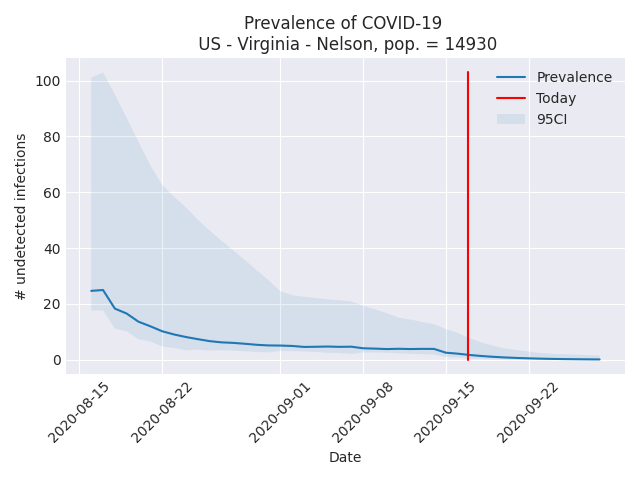 Prevalence of COVID-19
US - Virginia - Nelson, pop. = 14930
Prevalence
Today
95CI
# undetected infections
100
80
60
40
20
0
2020-08-15
2020-08-22
2020-09-01
2020-09-08
2020-09-15
2020-09-22
Date